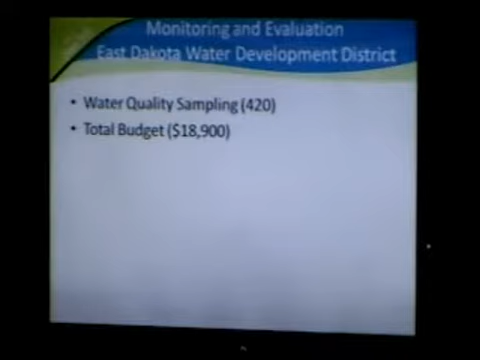 Monitoring and Evaluation
East Dakota Water Development District
• Water Quality Sampling (420)
• Total Budget ($18,900)